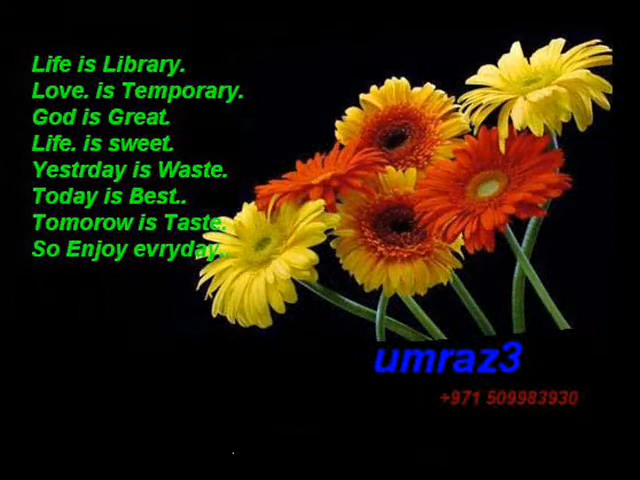 Life is Library.
Love. is Temporary.
God is Great.
Life. is sweet.
Yestrday is Waste.
Today is Best..
Tomorow is Taste.
So Enjoy evryday..
umraz3
+971 509983930